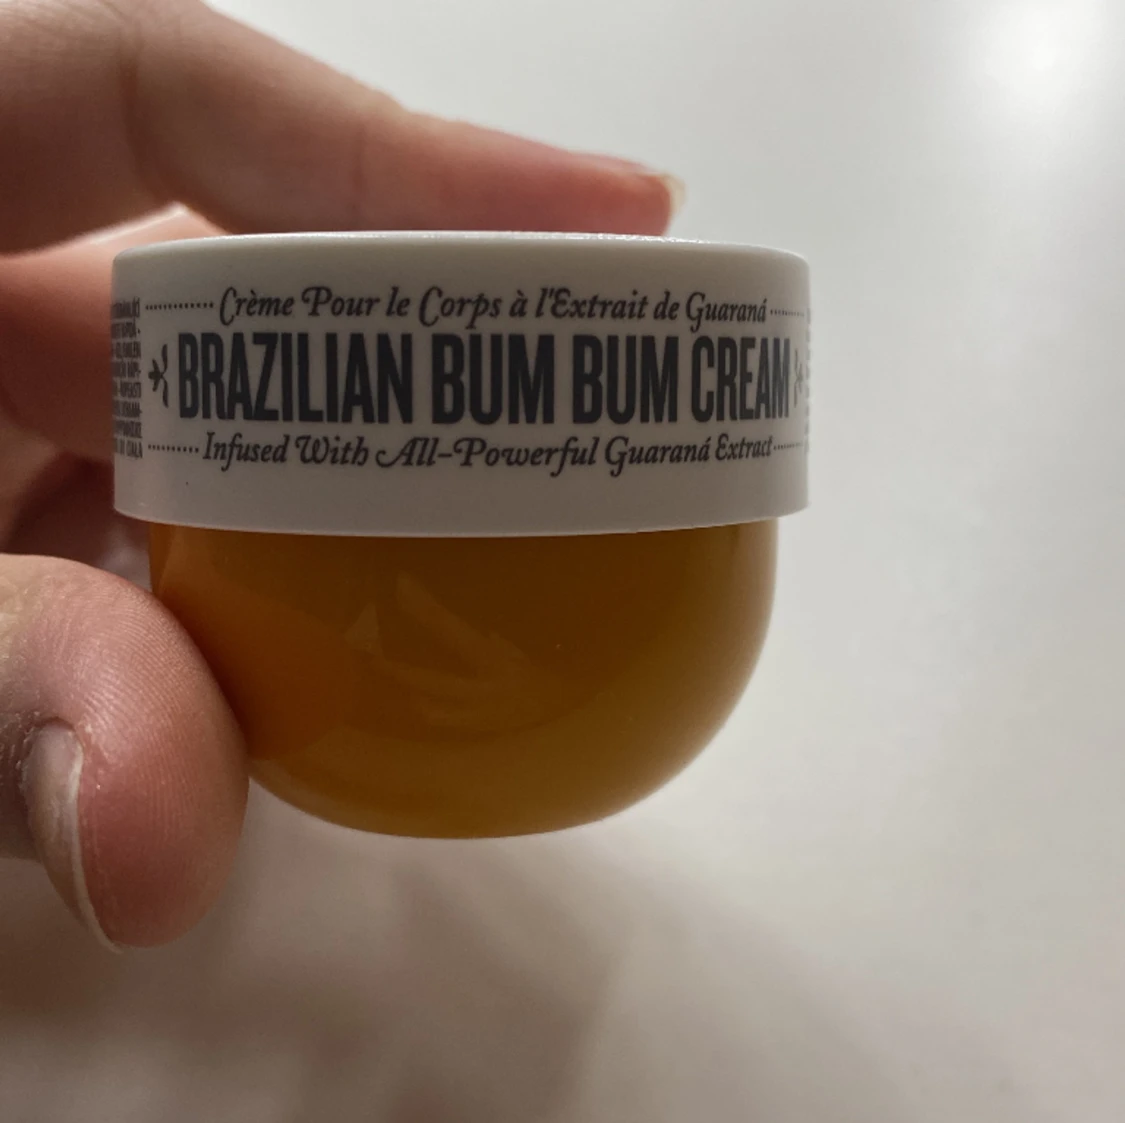 Crème Pour le Corps à l'Extrait de Guaraná
BRAZILIAN BUM BUM CREAM
Infused With All-Powerful Guaraná Extract